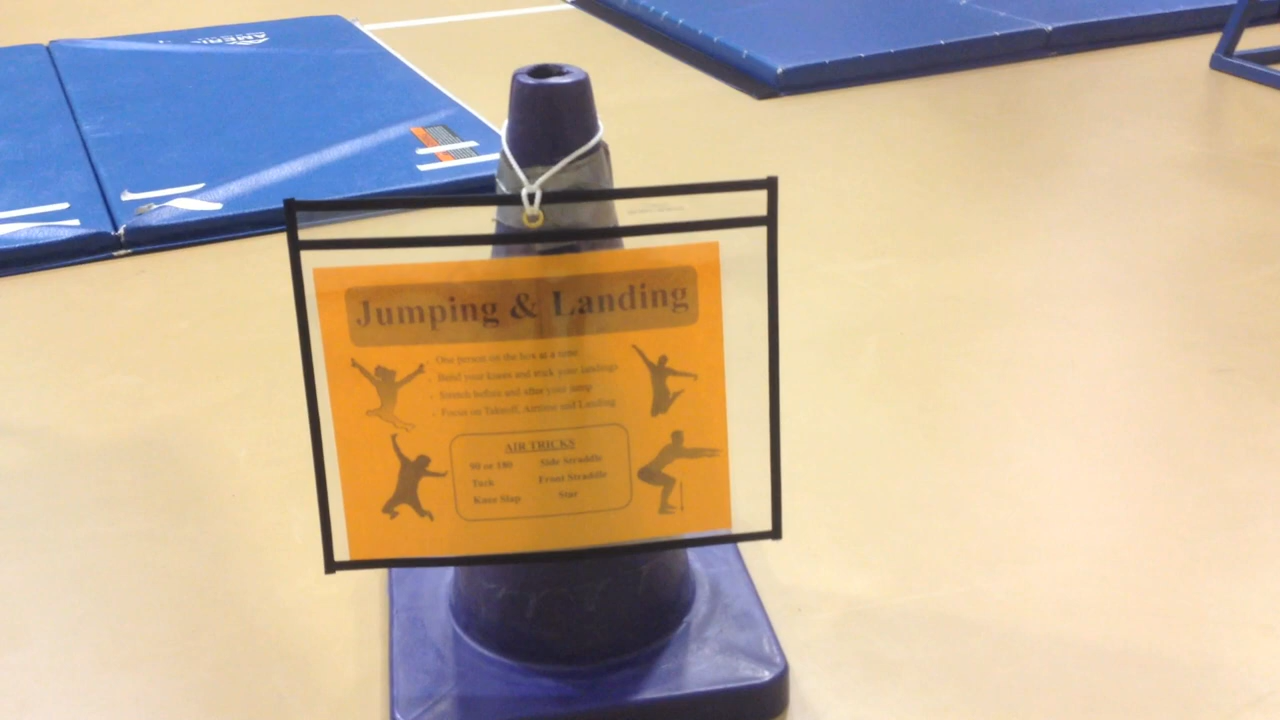 AMERI
Jumping & Landing
One person on the box at a time
Bend your knees and stick your landings
Stretch before and after your jump
Focus on Takeoff, Airtime and Landing
AIR TRICKS
90 or 180 Side Straddle
Tuck Front Straddle
Knee Slap Star